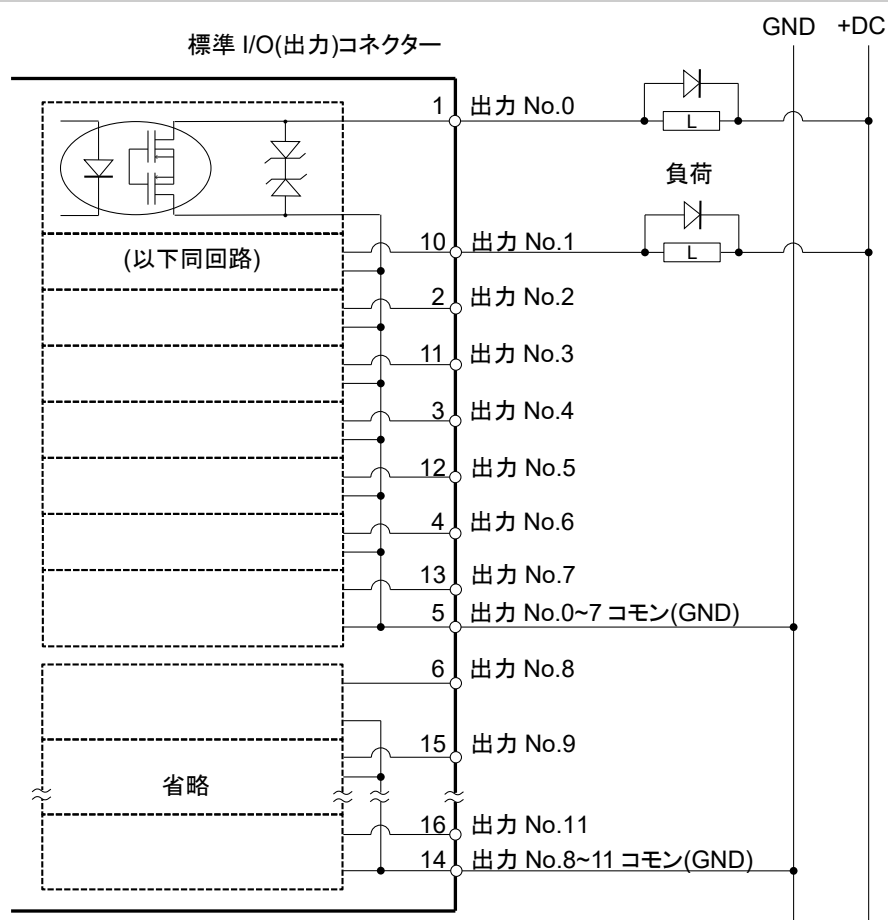 GND +DC
標準 I/O(出力)コネクター
1 出力 No.0
L
負荷
10 出力 No.1
L
(以下同回路)
2 出力 No.2
11 出力 No.3
3 出力 No.4
12 出力 No.5
4 出力 No.6
13 出力 No.7
5 出力 No.0~7 コモン(GND)
6 出力 No.8
15 出力 No.9
省略
16 出力 No.11
14 出力 No.8~11 コモン(GND)